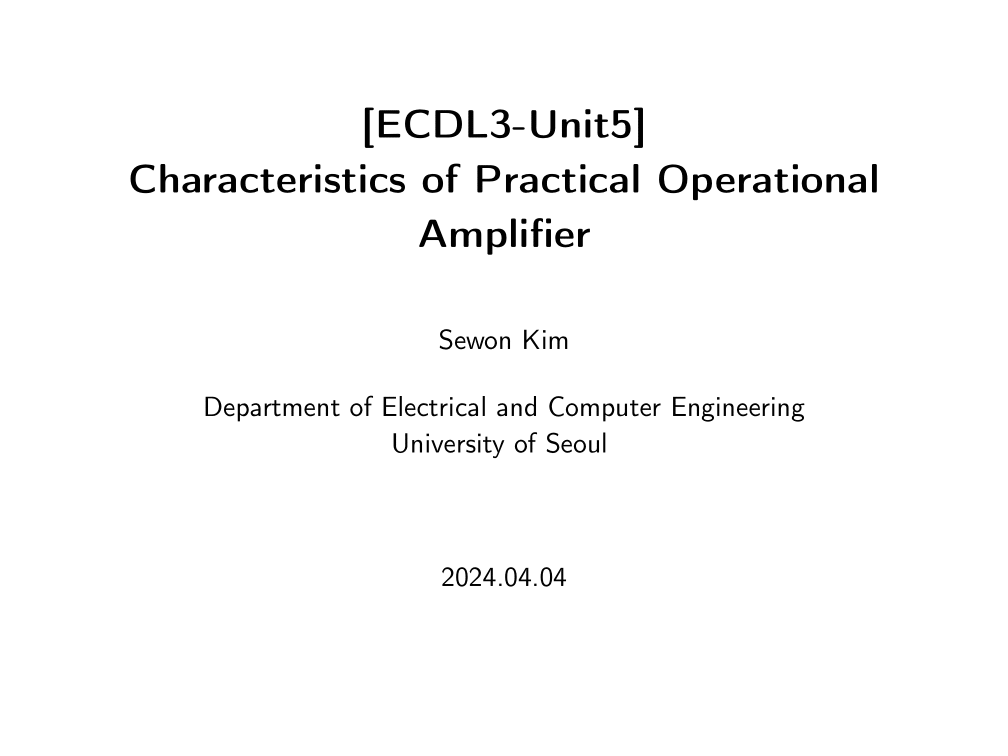 [ECDL3-Unit5]
Characteristics of Practical Operational
Amplifier
Sewon Kim
Department of Electrical and Computer Engineering
University of Seoul
2024.04.04